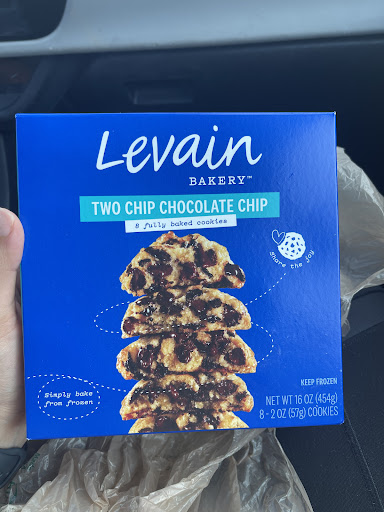 Levain
BAKERY™
TWO CHIP CHOCOLATE CHIP
8 fully baked cookies
Share the Joy
Simply bake
from frozen
KEEP FROZEN
NET WT 16 OZ (454g)
8 - 2 OZ (57g) COOKIES